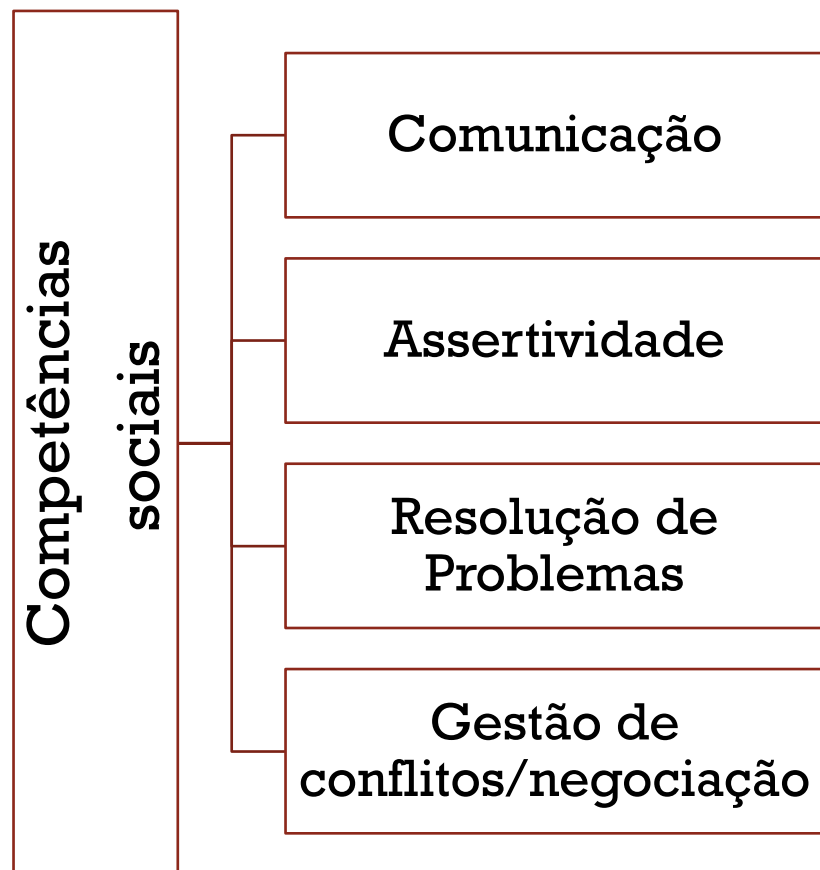 Competências
sociais
Comunicação
Assertividade
Resolução de
Problemas
Gestão de
conflitos/negociação